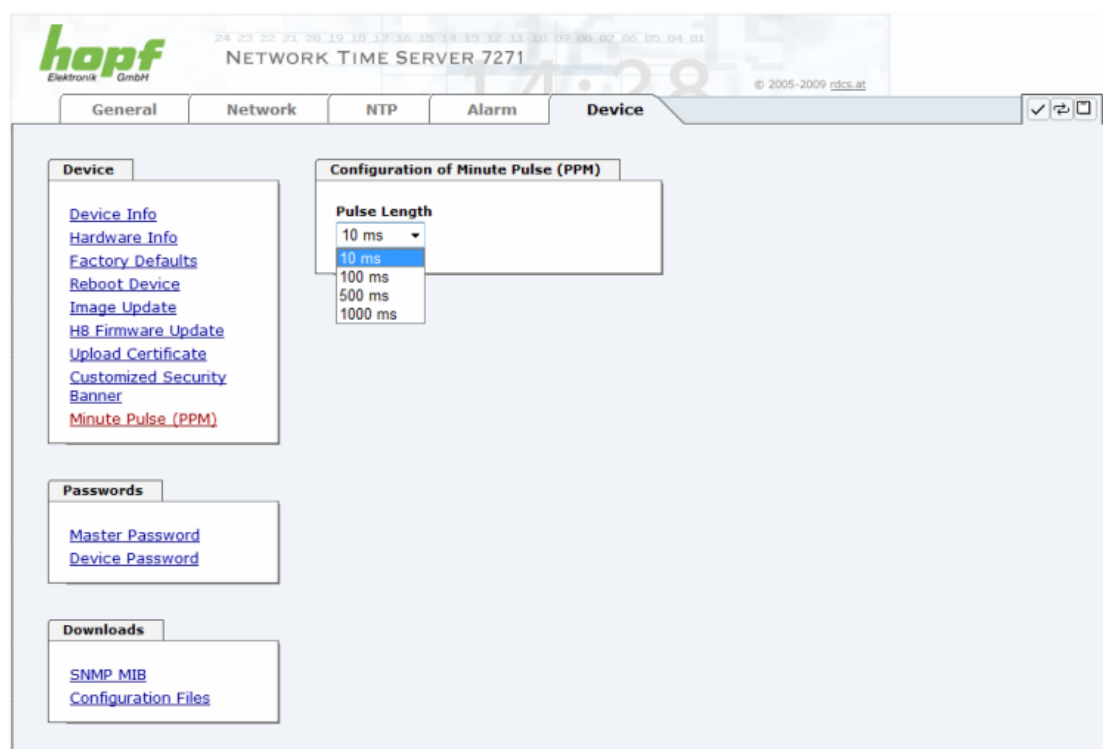 hopf
Elektronik GmbH
24 23 22 21 20 19 18 17 16 15 14 13 12 11 10 09 08 07 06 05 04 01
NETWORK TIME SERVER 7271
14:28
© 2005-2009 rdcs.at
General Network NTP Alarm Device
Device
Device Info
Hardware Info
Factory Defaults
Reboot Device
Image Update
H8 Firmware Update
Upload Certificate
Customized Security
Banner
Minute Pulse (PPM)
Configuration of Minute Pulse (PPM)
Pulse Length
10 ms
10 ms
100 ms
500 ms
1000 ms
Passwords
Master Password
Device Password
Downloads
SNMP MIB
Configuration Files